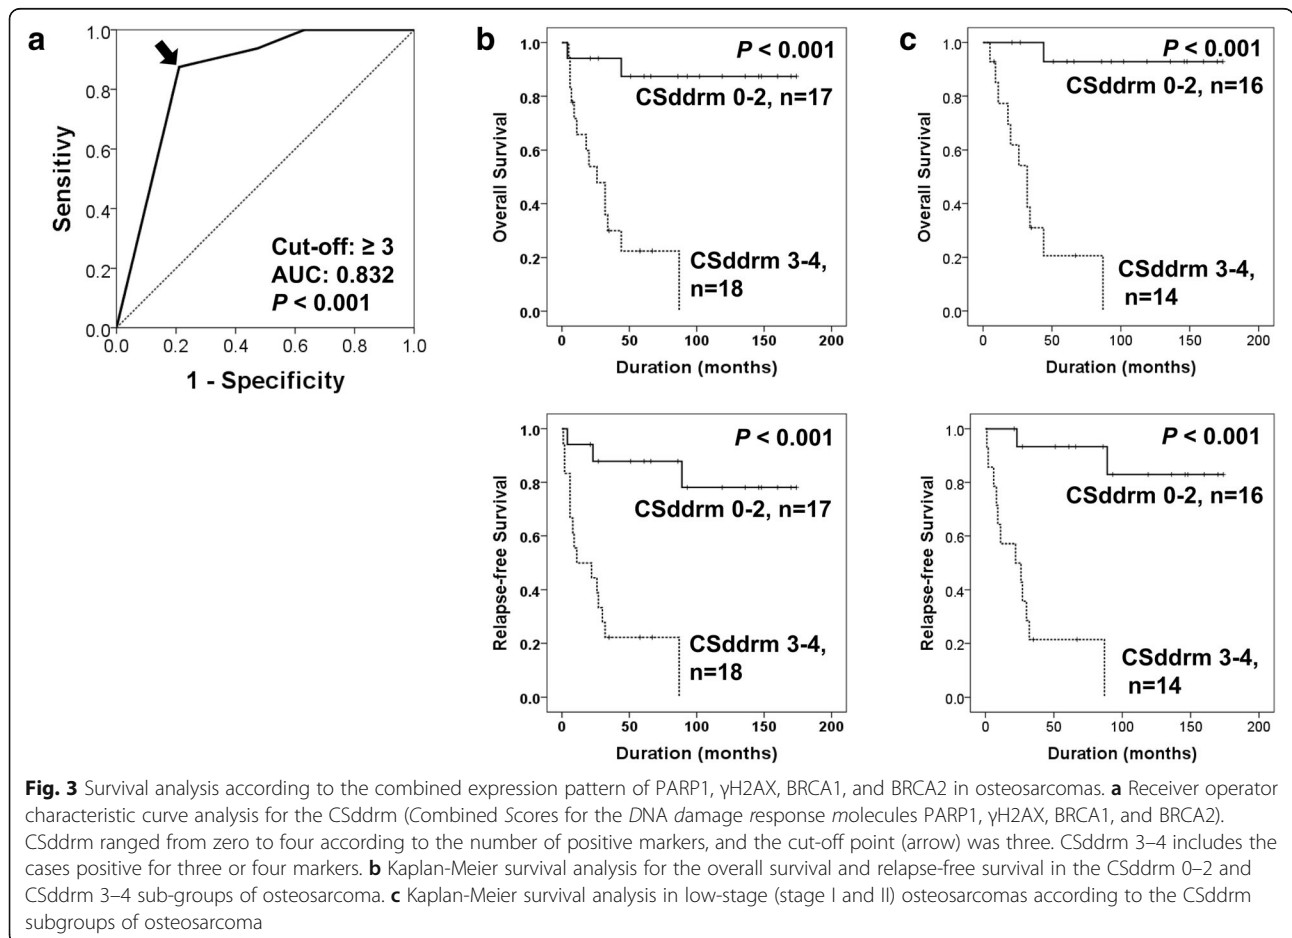 a
1.0
0.8
0.6
0.4
0.2
0.0
Sensitivy
Cut-off: ≥ 3
AUC: 0.832
P < 0.001
0.0 0.2 0.4 0.6 0.8 1.0
1 - Specificity
b
1.0
0.8
0.6
0.4
0.2
0.0
Overall Survival
P < 0.001
CSddrm 0-2, n=17
CSddrm 3-4,
n=18
0 50 100 150 200
Duration (months)
c
1.0
0.8
0.6
0.4
0.2
0.0
Overall Survival
P < 0.001
CSddrm 0-2, n=16
CSddrm 3-4,
n=14
0 50 100 150 200
Duration (months)
1.0
0.8
0.6
0.4
0.2
0.0
Relapse-free Survival
P < 0.001
CSddrm 0-2, n=17
CSddrm 3-4,
n=18
0 50 100 150 200
Duration (months)
1.0
0.8
0.6
0.4
0.2
0.0
Relapse-free Survival
P < 0.001
CSddrm 0-2, n=16
CSddrm 3-4,
n=14
0 50 100 150 200
Duration (months)
Fig. 3 Survival analysis according to the combined expression pattern of PARP1, γH2AX, BRCA1, and BRCA2 in osteosarcomas. a Receiver operator
characteristic curve analysis for the CSddrm (Combined Scores for the DNA damage response molecules PARP1, γH2AX, BRCA1, and BRCA2).
CSddrm ranged from zero to four according to the number of positive markers, and the cut-off point (arrow) was three. CSddrm 3–4 includes the
cases positive for three or four markers. b Kaplan-Meier survival analysis for the overall survival and relapse-free survival in the CSddrm 0–2 and
CSddrm 3–4 sub-groups of osteosarcoma. c Kaplan-Meier survival analysis in low-stage (stage I and II) osteosarcomas according to the CSddrm
subgroups of osteosarcoma